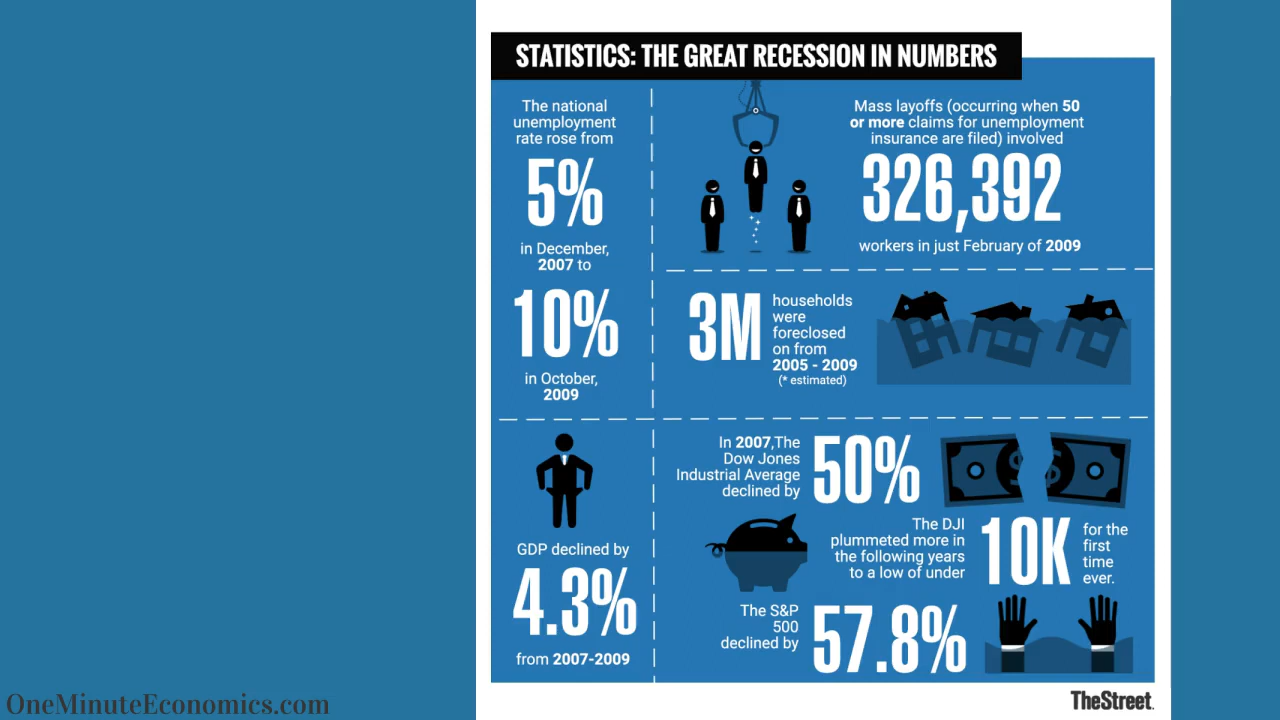 STATISTICS: THE GREAT RECESSION IN NUMBERS
The national
unemployment
rate rose from
5%
in December,
2007 to
10%
in October,
2009
Mass layoffs (occurring when 50
or more claims for unemployment
insurance are filed) involved
326,392
workers in just February of 2009
3M
households
were
foreclosed
on from
2005 - 2009
(* estimated)
GDP declined by
4.3%
from 2007-2009
In 2007,The
Dow Jones
Industrial Average
declined by
50%
The DJI
plummeted more in
the following years
to a low of under
10K
for the
first
time
ever.
The S&P
500
declined by
57.8%
TheStreet.
OneMinuteEconomics.com